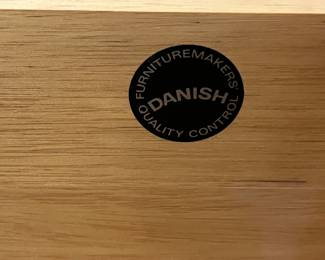 FURNITUREMAKERS'
DANISH
QUALITY CONTROL